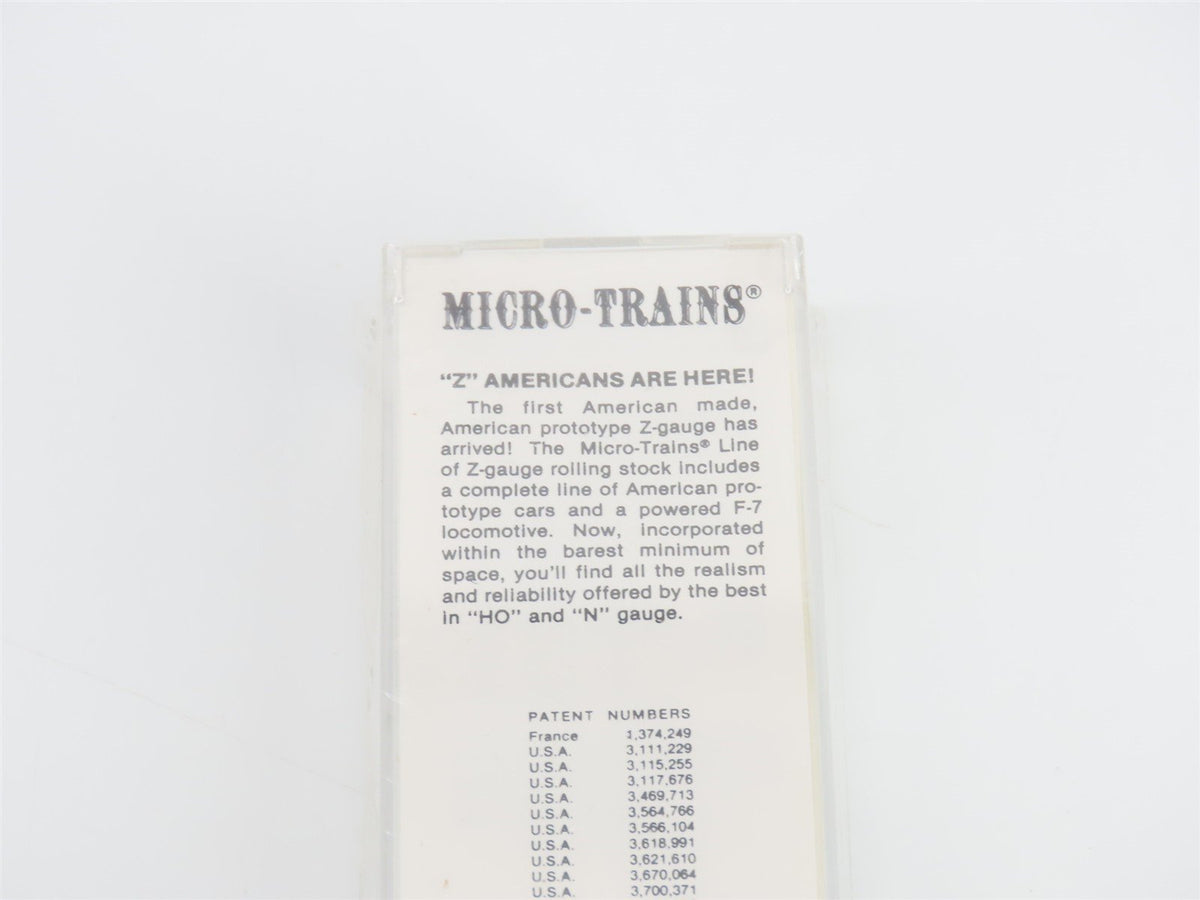 MICRO-TRAINS®
"Z" AMERICANS ARE HERE!
The first American made,
American prototype Z-gauge has
arrived! The Micro-Trains® Line
of Z-gauge rolling stock includes
a complete line of American pro-
totype cars and a powered F-7
locomotive. Now, incorporated
within the barest minimum of
space, you'll find all the realism
and reliability offered by the best
in "HO" and "N" gauge.
PATENT NUMBERS
France 1,374,249
U.S.A. 3,111,229
U.S.A. 3,115,255
U.S.A. 3,117,676
U.S.A. 3,469,713
U.S.A. 3,564,766
U.S.A. 3,566,104
U.S.A. 3,618,991
U.S.A. 3,621,610
U.S.A. 3,670,064
U.S.A. 3,700,371